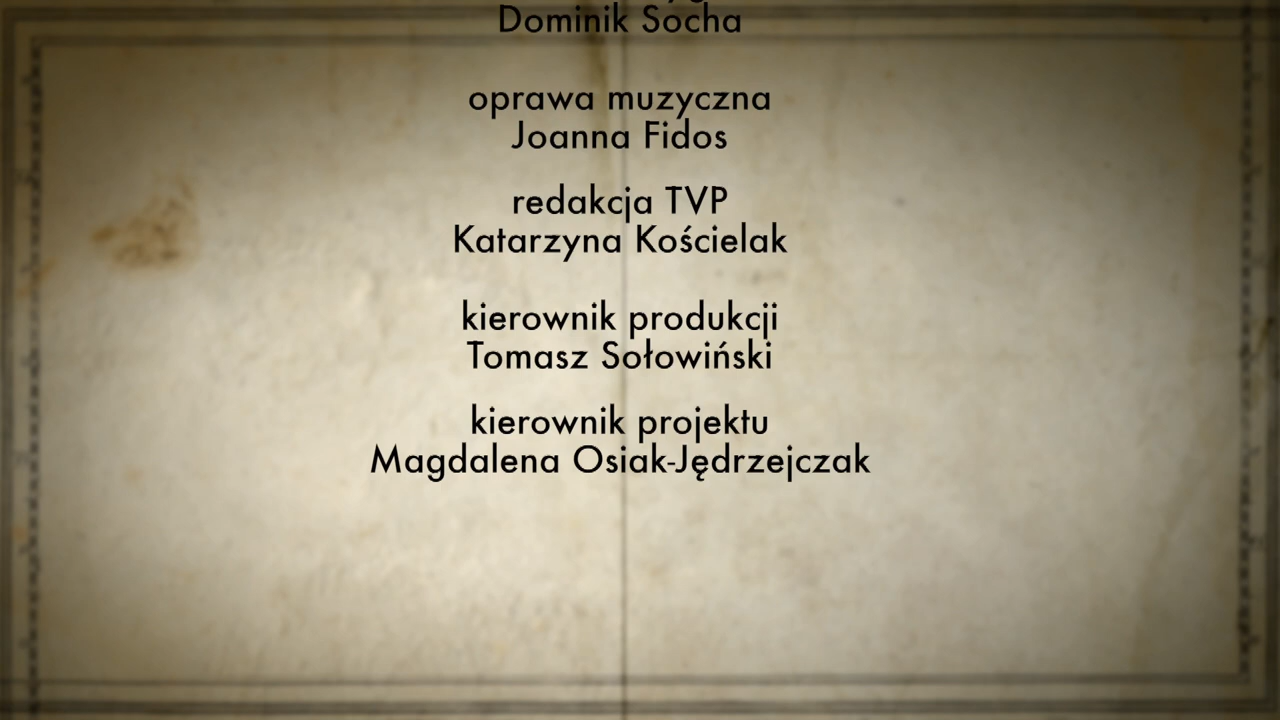 Dominik Socha
oprawa muzyczna
Joanna Fidos
redakcja TVP
Katarzyna Kościelak
kierownik produkcji
Tomasz Sołowiński
kierownik projektu
Magdalena Osiak-Jędrzejczak